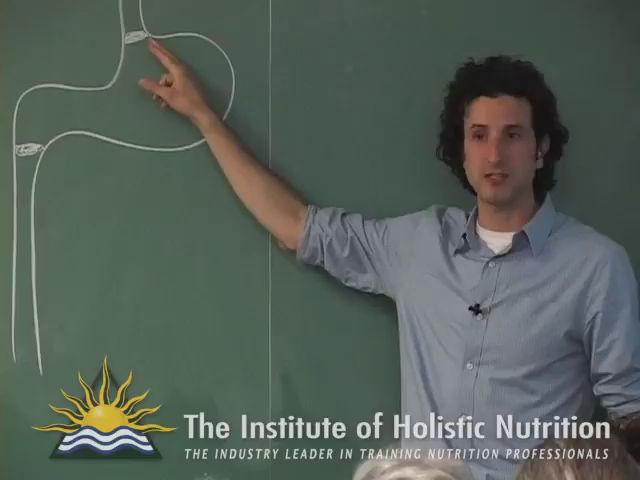 The Institute of Holistic Nutrition
THE INDUSTRY LEADER IN TRAINING NUTRITION PROFESSIONALS